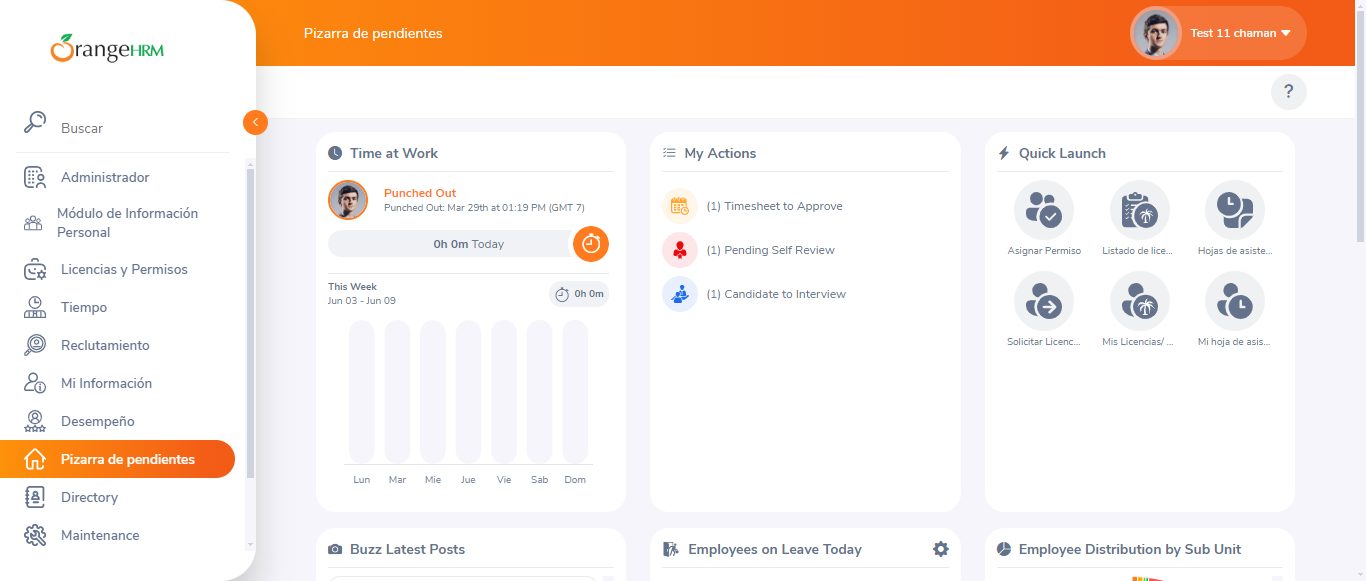 OrangeHRM
Buscar
Administrador
Módulo de Información
Personal
Licencias y Permisos
Tiempo
Reclutamiento
Mi Información
Desempeño
Pizarra de pendientes
Directory
Maintenance
Pizarra de pendientes
Test 11 chaman
?
Time at Work
Punched Out
Punched Out: Mar 29th at 01:19 PM (GMT 7)
0h 0m Today
This Week
Jun 03 - Jun 09
0h 0m
Lun Mar Mie Jue Vie Sab Dom
My Actions
(1) Timesheet to Approve
(1) Pending Self Review
(1) Candidate to Interview
Quick Launch
Asignar Permiso
Listado de lice...
Hojas de asiste...
Solicitar Licenc...
Mis Licencias/ ...
Mi hoja de asis...
Buzz Latest Posts
Employees on Leave Today
Employee Distribution by Sub Unit